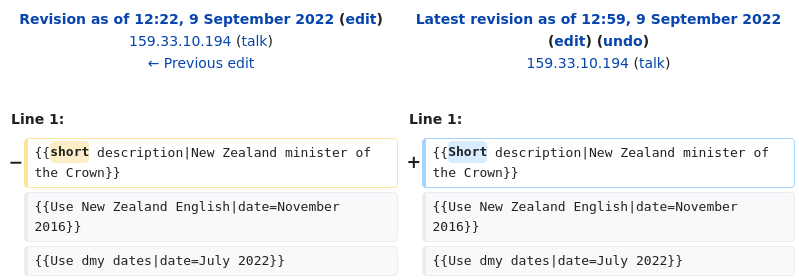 Revision as of 12:22, 9 September 2022 (edit)
159.33.10.194 (talk)
← Previous edit
Latest revision as of 12:59, 9 September 2022
(edit) (undo)
159.33.10.194 (talk)
Line 1:
Line 1:
− {{short description|New Zealand minister of
the Crown}}
+ {{Short description|New Zealand minister of
the Crown}}
{{Use New Zealand English|date=November
2016}}
{{Use New Zealand English|date=November
2016}}
{{Use dmy dates|date=July 2022}}
{{Use dmy dates|date=July 2022}}